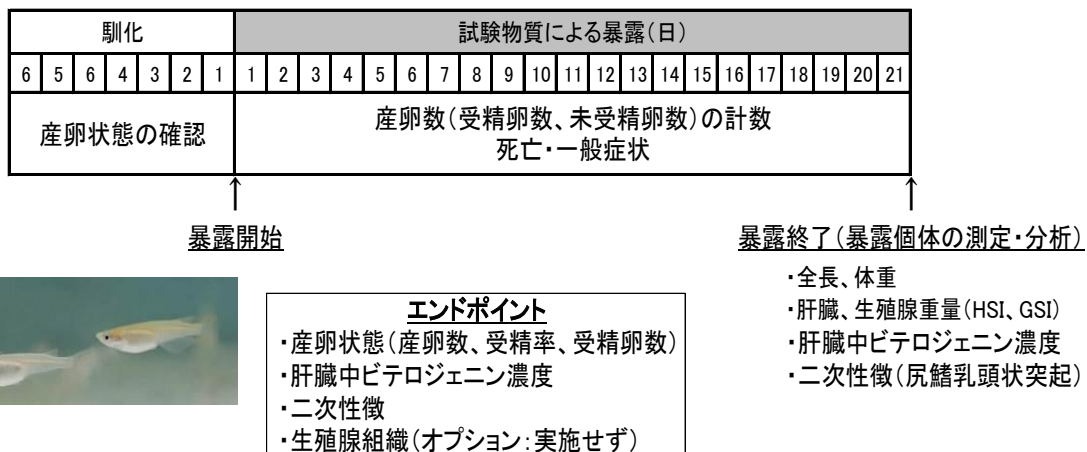 馴化 試験物質による暴露(日)
6 5 6 4 3 2 1 1 2 3 4 5 6 7 8 9 10 11 12 13 14 15 16 17 18 19 20 21
産卵状態の確認
産卵数(受精卵数、未受精卵数)の計数
死亡・一般症状
↑ ↑
暴露開始
暴露終了(暴露個体の測定・分析)
・全長、体重
・肝臓、生殖腺重量(HSI、GSI)
・肝臓中ビテロジェニン濃度
・二次性徴(尻鰭乳頭状突起)
エンドポイント
・産卵状態(産卵数、受精率、受精卵数)
・肝臓中ビテロジェニン濃度
・二次性徴
・生殖腺組織(オプション:実施せず)